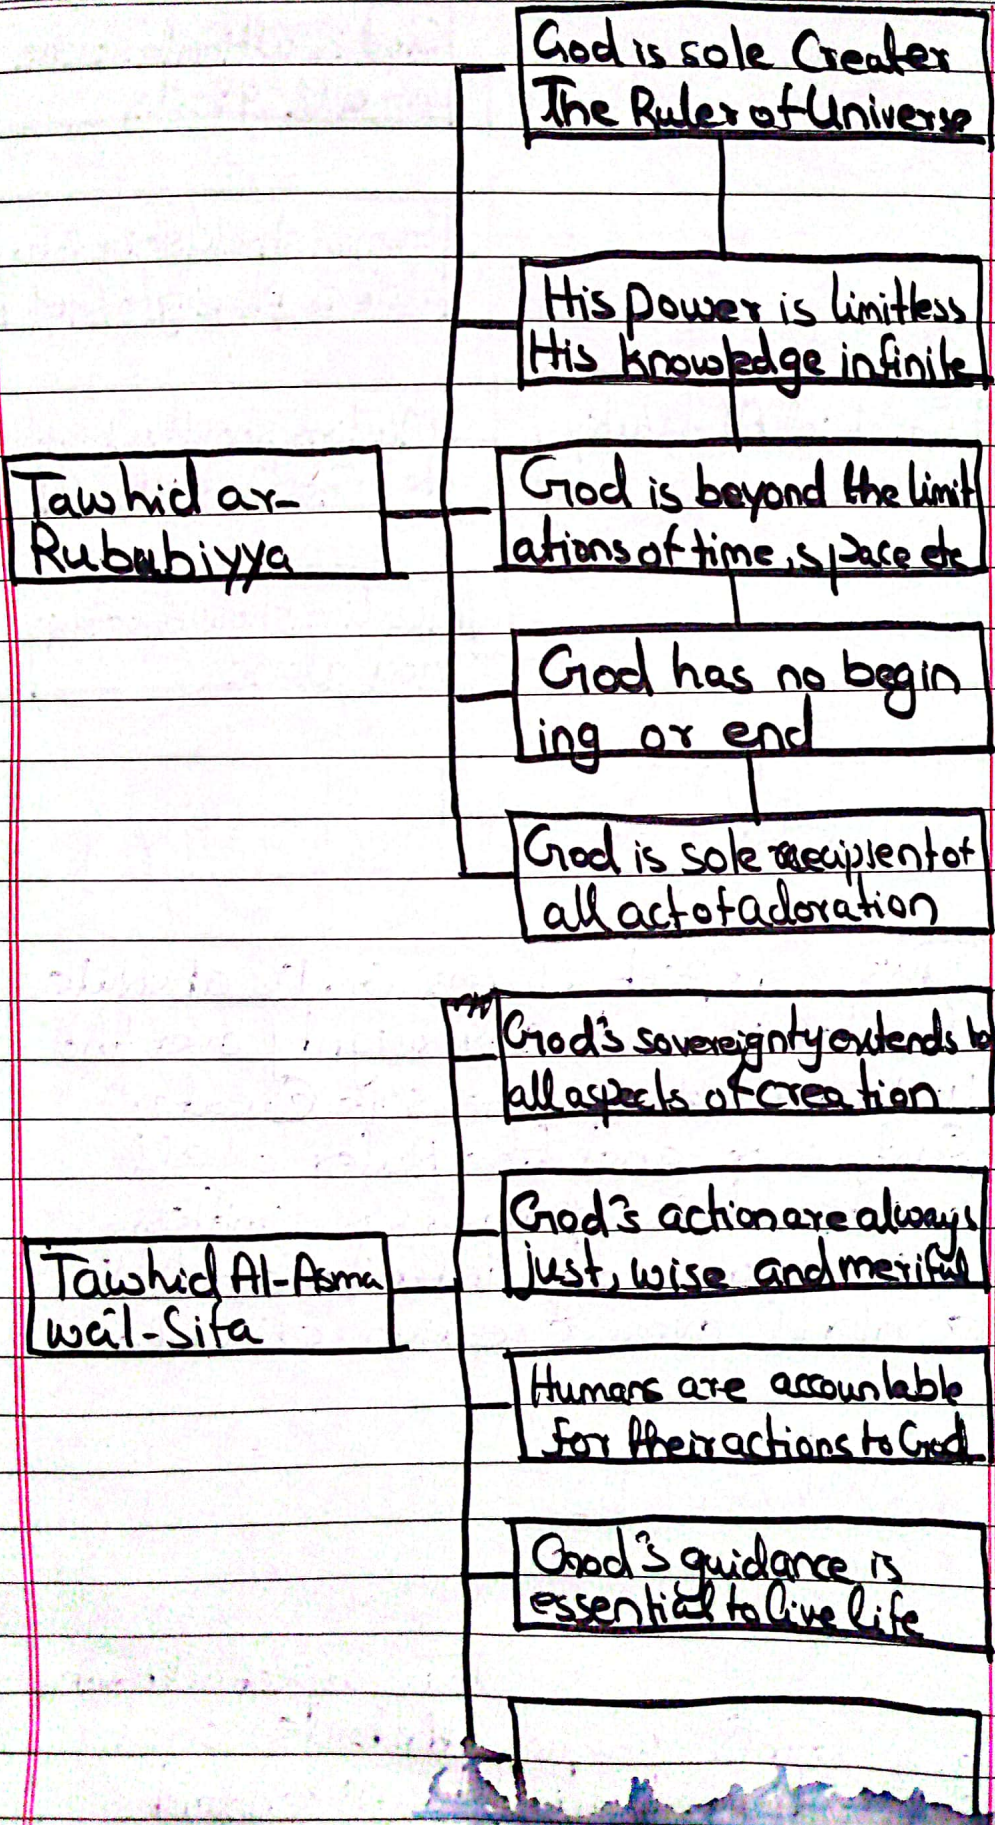 God is sole Creater
The Ruler of Universe
His power is limitless
His knowledge infinite
Tawhid ar-
Rububiyya
God is beyond the limit
ations of time, space etc
God has no begin
ing or end
God is sole recipient of
all act of adoration
God's sovereignty extends to
all aspects of creation
God's action are always
just, wise and meriful
Tawhid Al-Asma
wal-Sifa
Humans are accountable
for their actions to God
God's guidance is
essential to live life